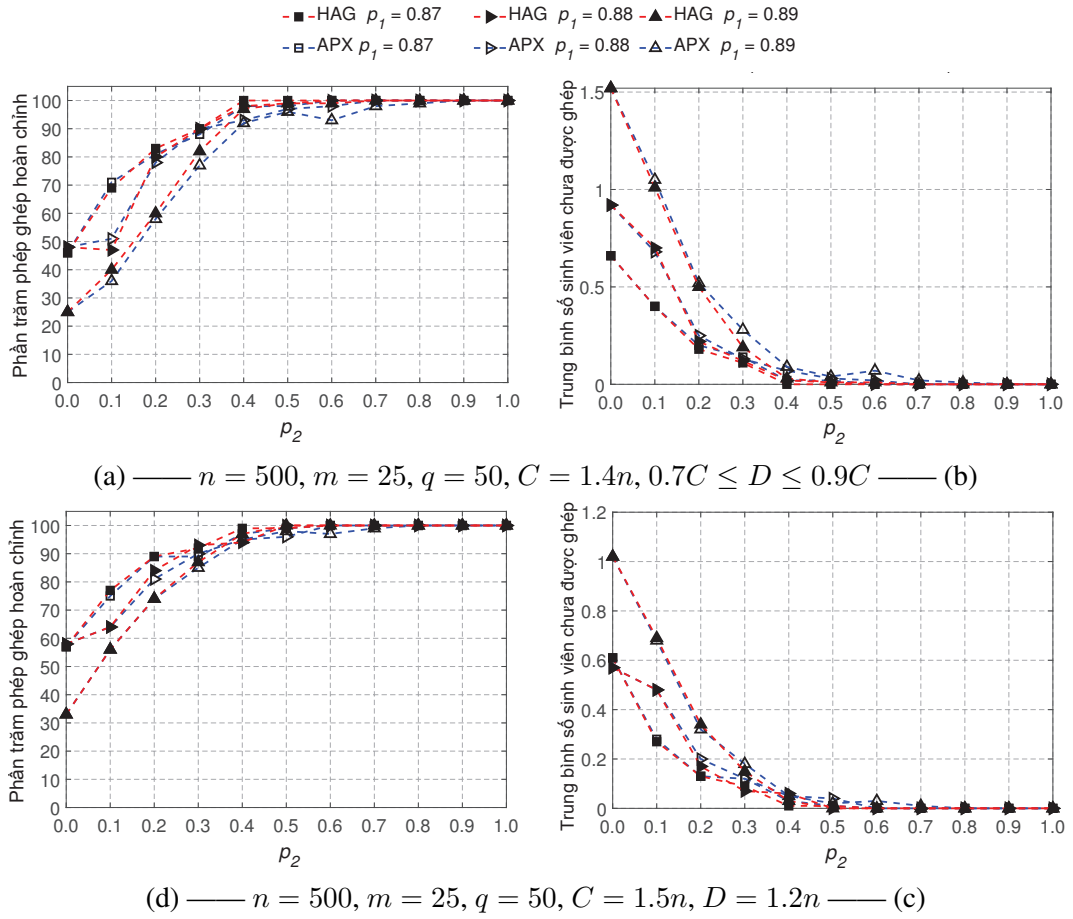 HAG p1 = 0.87 HAG p1 = 0.88 HAG p1 = 0.89
APX p1 = 0.87 APX p1 = 0.88 APX p1 = 0.89
Phần trăm phép ghép hoàn chỉnh
100
90
80
70
60
50
40
30
20
10
0
0.0 0.1 0.2 0.3 0.4 0.5 0.6 0.7 0.8 0.9 1.0
p2
Trung bình số sinh viên chưa được ghép
1.5
1
0.5
0
0.0 0.1 0.2 0.3 0.4 0.5 0.6 0.7 0.8 0.9 1.0
p2
(a) —— n = 500, m = 25, q = 50, C = 1.4n, 0.7C ≤ D ≤ 0.9C —— (b)
Phần trăm phép ghép hoàn chỉnh
100
90
80
70
60
50
40
30
20
10
0
0.0 0.1 0.2 0.3 0.4 0.5 0.6 0.7 0.8 0.9 1.0
p2
Trung bình số sinh viên chưa được ghép
1.2
1
0.8
0.6
0.4
0.2
0
0.0 0.1 0.2 0.3 0.4 0.5 0.6 0.7 0.8 0.9 1.0
p2
(d) —— n = 500, m = 25, q = 50, C = 1.5n, D = 1.2n —— (c)